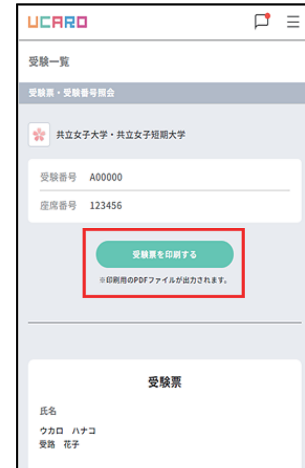 UCARO
受験一覧
受験票・受験番号照会
共立女子大学・共立女子短期大学
受験番号 A00000
座席番号 123456
受験票を印刷する
※印刷用のPDFファイルが出力されます。
受験票
氏名
ウカロ ハナコ
受路 花子